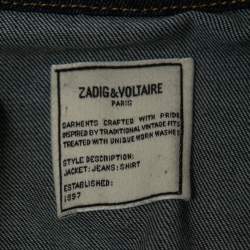 ZADIG&VOLTAIRE
PARIS
GARMENTS CRAFTED WITH PRIDE
INSPIRED BY TRADITIONAL VINTAGE FITS
TREATED WITH UNIQUE WORK WASHES
STYLE DESCRIPTION:
JACKET:JEANS:SHIRT
ESTABLISHED:
1997